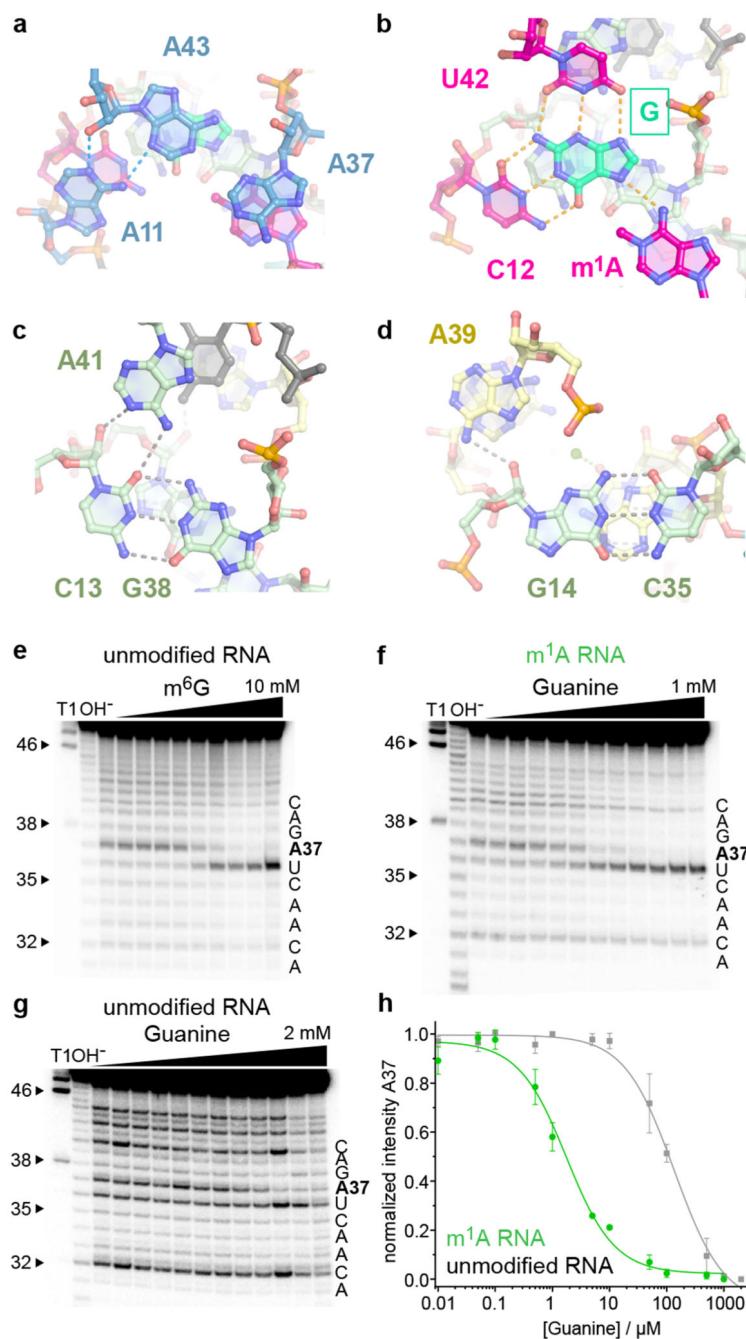 a
A43
A37
A11
b
U42
G
C12 m¹A
c
A41
C13 G38
d
A39
G14 C35
e
unmodified RNA
m⁶G 10 mM
T1 OH⁻
46
38
35
32
C
A
G
A37
U
C
A
A
C
A
f
m¹A RNA
Guanine 1 mM
T1 OH⁻
46
38
35
32
C
A
G
A37
U
C
A
A
C
A
g
unmodified RNA
Guanine 2 mM
T1OH⁻
46
38
35
32
C
A
G
A37
U
C
A
A
C
A
h
normalized intensity A37
1.0
0.8
0.6
0.4
0.2
0.0
m¹A RNA
unmodified RNA
0.01 0.1 1 10 100 1000
[Guanine] / µM